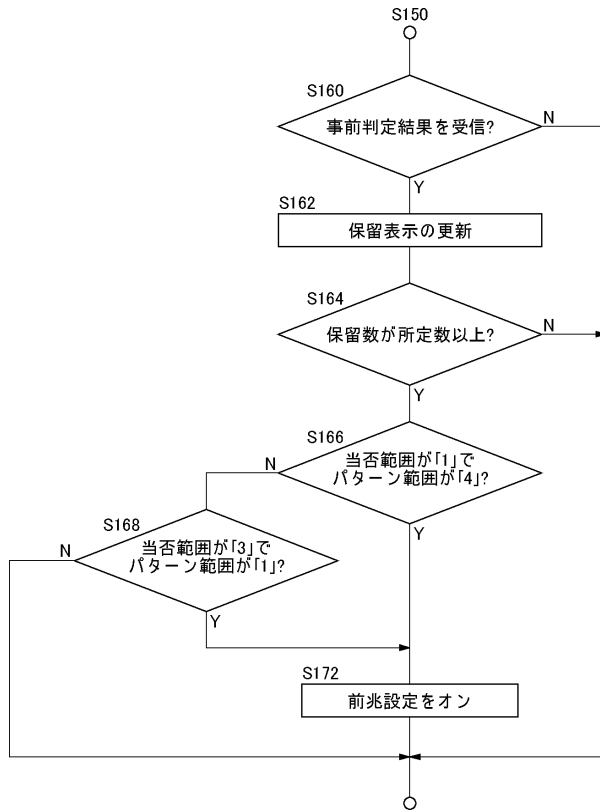 S150
S160
事前判定結果を受信?
N
Y
S162
保留表示の更新
S164
保留数が所定数以上?
N
Y
S166
当否範囲が「1」で
パターン範囲が「4」?
N
Y
S168
当否範囲が「3」で
パターン範囲が「1」?
N
Y
S172
前兆設定をオン